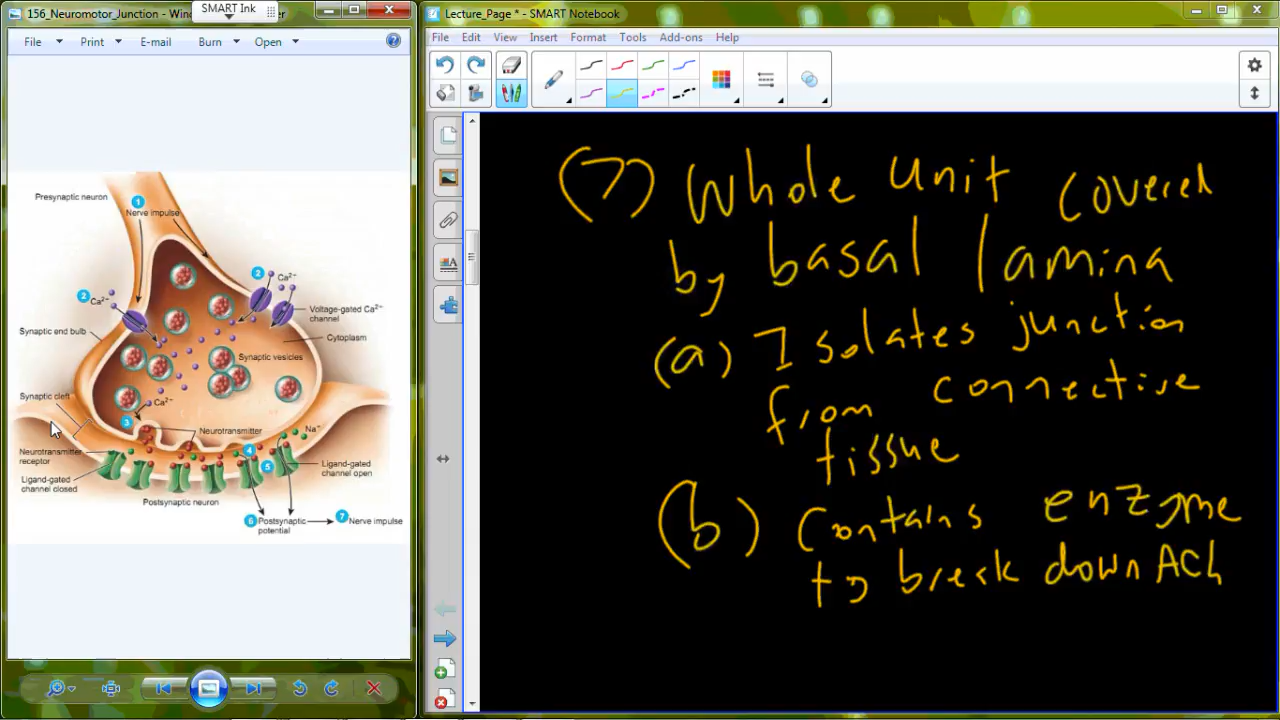 156_Neuromotor_Junction - Win
SMART Ink
er
File Print E-mail Burn Open
Presynaptic neuron
1
Nerve impulse
2
Ca2+
2
Ca2+
Voltage-gated Ca2+
channel
Synaptic end bulb
Cytoplasm
Synaptic vesicles
Synaptic cleft
Ca2+
3
Neurotransmitter
Na+
4
Neurotransmitter
receptor
5
Ligand-gated
channel open
Ligand-gated
channel closed
Postsynaptic neuron
6 Postsynaptic
potential
7 Nerve impulse
Lecture_Page * - SMART Notebook
File Edit View Insert Format Tools Add-ons Help
(7) Whole unit covered
by basal lamina
(a) Isolates junction
from connective
tissue
(b) Contains enzyme
to break down ACh